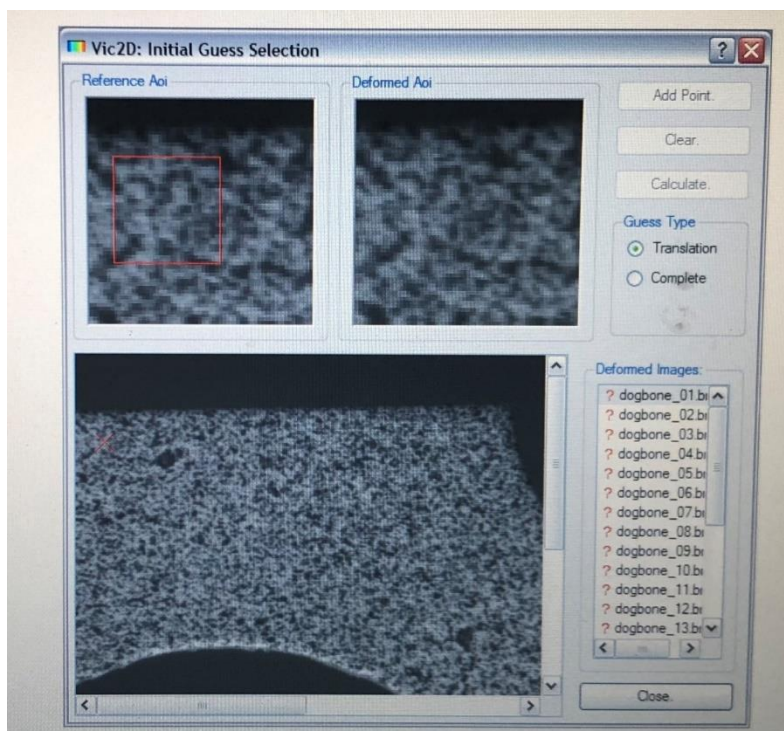 Vic2D: Initial Guess Selection
Reference Aoi
Deformed Aoi
Add Point.
Clear.
Calculate.
Guess Type
Translation
Complete
Deformed Images:
? dogbone_01.b
? dogbone_02.b
? dogbone_03.b
? dogbone_04.b
? dogbone_05.b
? dogbone_06.b
? dogbone_07.b
? dogbone_08.b
? dogbone_09.b
? dogbone_10.b
? dogbone_11.b
? dogbone_12.b
? dogbone_13.b
Close.